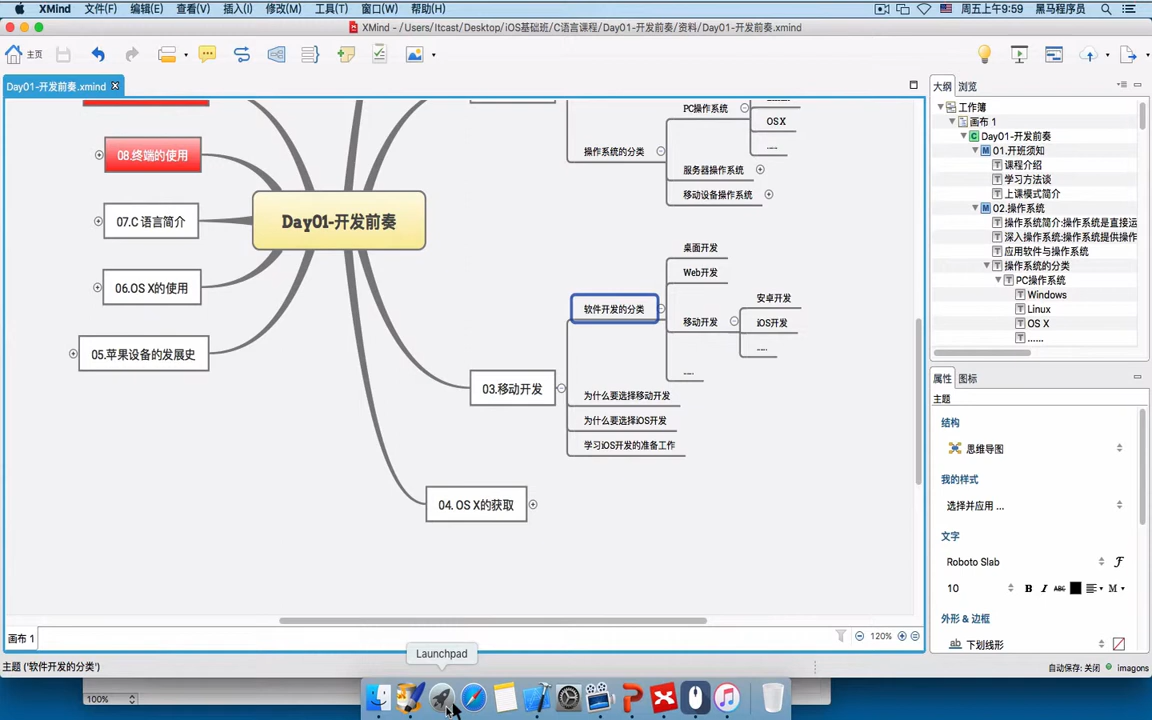 XMind 文件(F) 编辑(E) 查看(V) 插入(I) 修改(M) 工具(T) 窗口(W) 帮助(H) 周五上午9:59 黑马程序员
XMind - /Users/Itcast/Desktop/iOS基础班/C语言课程/Day01-开发前奏/资料/Day01-开发前奏.xmind
主页
Day01-开发前奏.xmind
08.终端的使用
07.C 语言简介
06.OS X的使用
05.苹果设备的发展史
Day01-开发前奏
PC操作系统
OS X
......
操作系统的分类
服务器操作系统
移动设备操作系统
桌面开发
Web开发
软件开发的分类
移动开发
安卓开发
iOS开发
......
......
03.移动开发
为什么要选择移动开发
为什么要选择iOS开发
学习iOS开发的准备工作
04. OS X的获取
大纲 浏览
工作簿
画布 1
Day01-开发前奏
01.开班须知
课程介绍
学习方法谈
上课模式简介
02.操作系统
操作系统简介:操作系统是直接运
深入操作系统:操作系统提供操作
应用软件与操作系统
操作系统的分类
PC操作系统
Windows
Linux
OS X
......
属性 图标
主题
结构
思维导图
我的样式
选择并应用 ...
文字
Roboto Slab
10 B I ABC M
外形 & 边框
ab 下划线形
画布 1
120%
Launchpad
主题 ('软件开发的分类')
自动保存: 关闭 imagons
100%